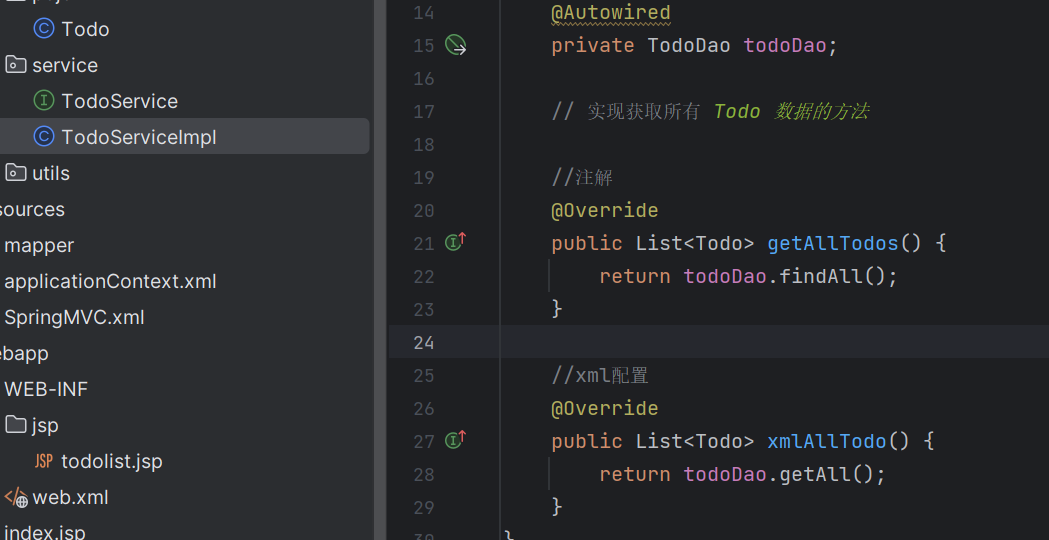 Todo
service
TodoService
TodoServiceImpl
utils
sources
mapper
applicationContext.xml
SpringMVC.xml
ebapp
WEB-INF
jsp
JSP todolist.jsp
web.xml
index.jsp
14 @Autowired
15 private TodoDao todoDao;
16
17 // 实现获取所有 Todo 数据的方法
18
19 //注解
20 @Override
21 public List<Todo> getAllTodos() {
22 return todoDao.findAll();
23 }
24
25 //xml配置
26 @Override
27 public List<Todo> xmlAllTodo() {
28 return todoDao.getAll();
29 }
30 }